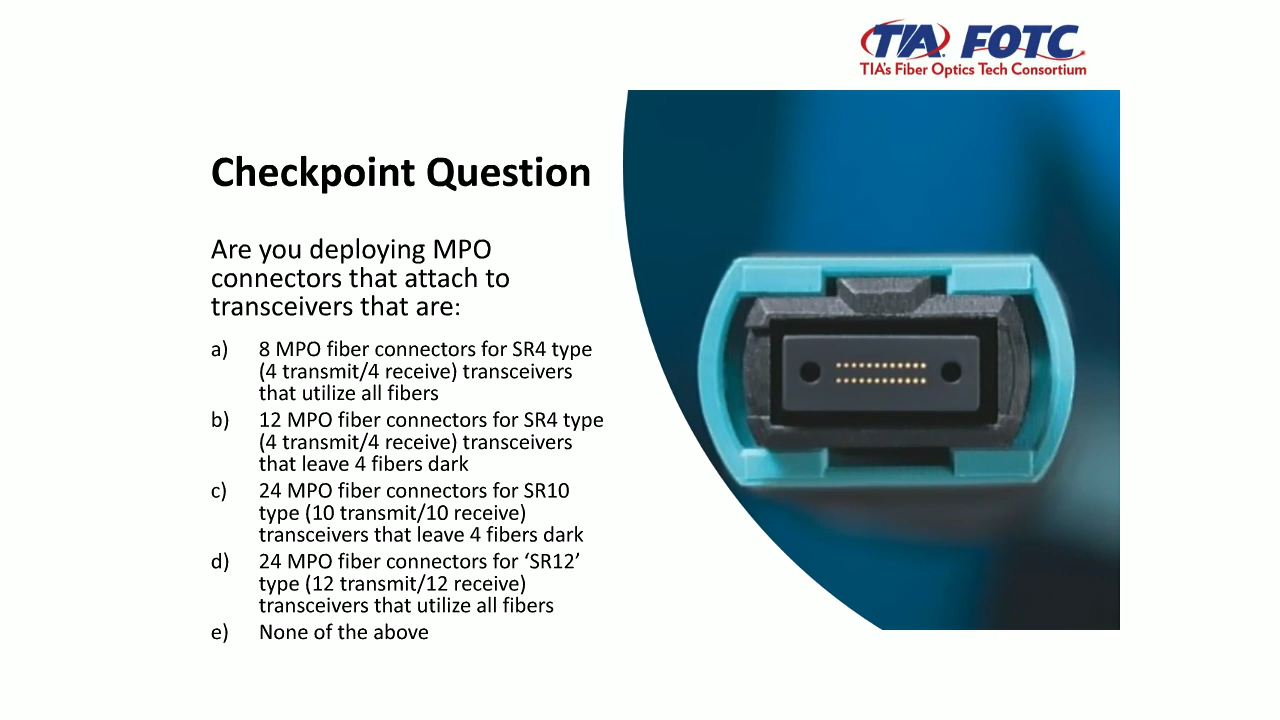 TIA FOTC
TIA's Fiber Optics Tech Consortium
Checkpoint Question
Are you deploying MPO
connectors that attach to
transceivers that are:
a) 8 MPO fiber connectors for SR4 type
(4 transmit/4 receive) transceivers
that utilize all fibers
b) 12 MPO fiber connectors for SR4 type
(4 transmit/4 receive) transceivers
that leave 4 fibers dark
c) 24 MPO fiber connectors for SR10
type (10 transmit/10 receive)
transceivers that leave 4 fibers dark
d) 24 MPO fiber connectors for ‘SR12’
type (12 transmit/12 receive)
transceivers that utilize all fibers
e) None of the above